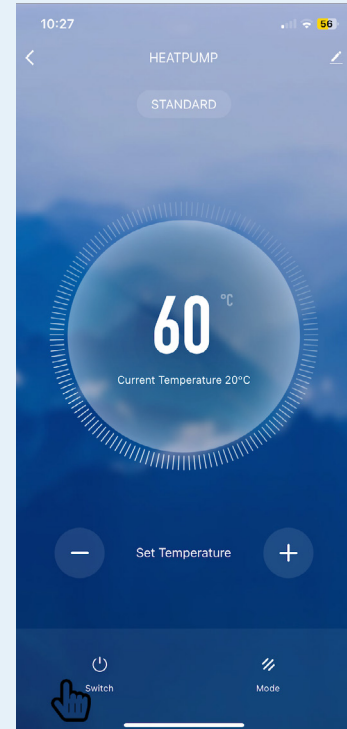 10:27
56
HEATPUMP
STANDARD
60 °C
Current Temperature 20°C
Set Temperature
Switch
Mode